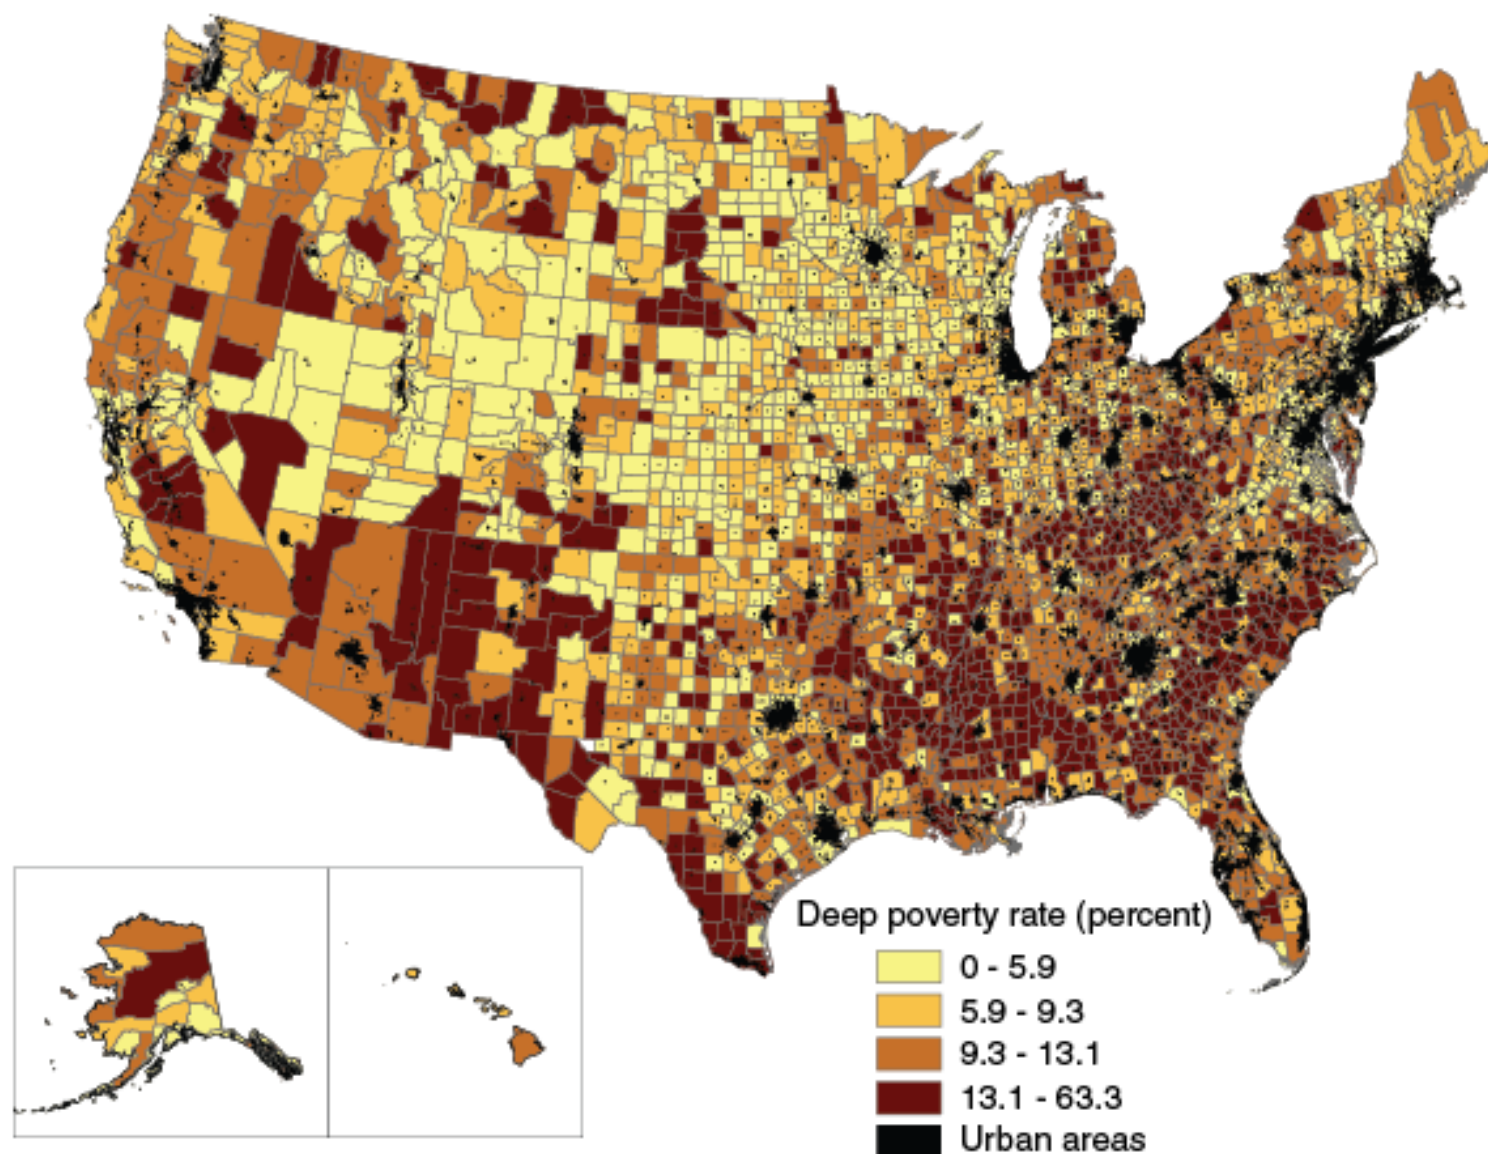 Deep poverty rate (percent)
0 - 5.9
5.9 - 9.3
9.3 - 13.1
13.1 - 63.3
Urban areas